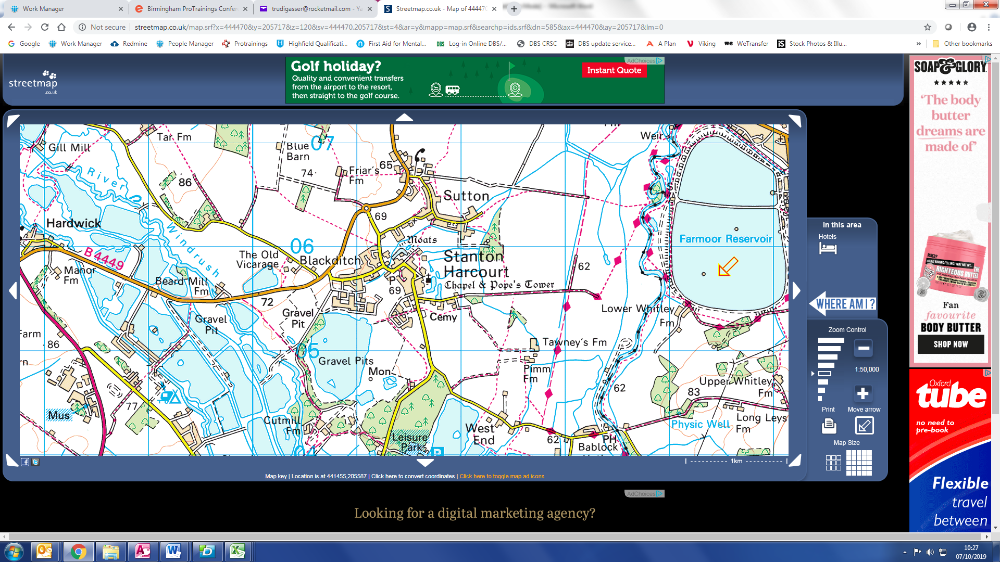 Work Manager
Birmingham ProTrainings Confer
trudigasser@rocketmail.com - Ya
Streetmap.co.uk - Map of 44447
Not secure
streetmap.co.uk/map.srf?x=444470&y=205717&z=120&sv=444470,205717&st=4&ar=y&mapp=map.srf&searchp=ids.srf&dn=585&ax=444470&ay=205717&lm=0
Google
Work Manager
Redmine
People Manager
Protrainings
Highfield Qualificati...
First Aid for Mental...
DBS
Log-in Online DBS/...
DBS CRSC
DBS update service...
A Plan
Viking
we
WeTransfer
iS
Stock Photos & Illu...
»
Other bookmarks
streetmap
.co.uk
Golf holiday?
Quality and convenient transfers
from the airport to the resort,
then straight to the golf course.
Instant Quote
AdChoices
SOAP & GLORY
'The body
butter
dreams are
made of'
RIGHTEOUS BUTTER
Fan
favourite
BODY BUTTER
SHOP NOW
Gill Mill
Tar Fm
Blue
Barn
07
74
Friar's
Fm
65
Weir
River
86
Sutton
69
Hardwick
Windrush
Moats
06
Farmoor Reservoir
B4449
The Old
Vicarage
Blackditch
Stanton
Harcourt
62
Manor
Fm
Beard Mill
Fm
P
69
Chapel & Pope's Tower
72
Gravel
Pit
Gravel
Pit
Cemy
Lower Whitley
Fm
Farm
86
05
Tawney's Fm
Gravel Pits
Mon
Pimm
Fm
62
Upper Whitley
Fm
83
77
Mus
Cutmill
Fm
Leisure
Park
West
End
62
PH
Bablock
Physic Well
Long Leys
Fm
04
P
1km
Map key | Location is at 441455,205587 | Click here to convert coordinates | Click here to toggle map ad icons
In this area
Hotels
WHERE AM I?
Zoom Control
1:50,000
Print
Move arrow
Map Size
Oxford
tube
no need to
pre-book
Flexible
travel
between
AdChoices
Looking for a digital marketing agency?
10:27
07/10/2019